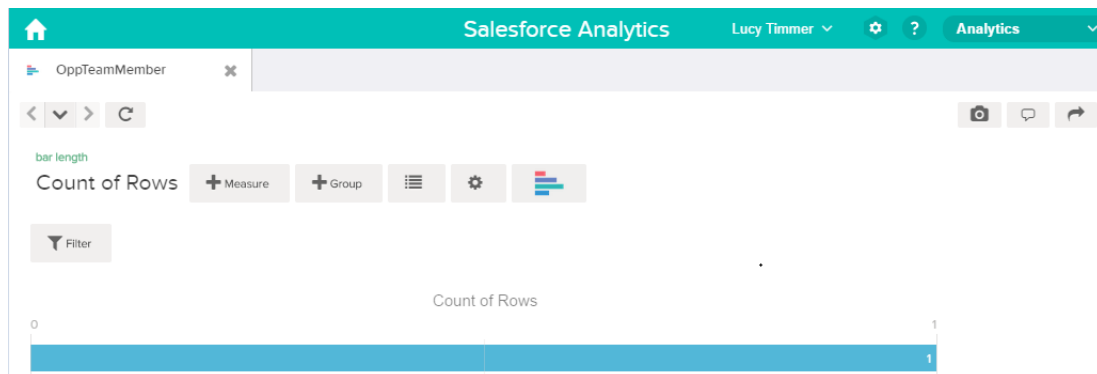 Salesforce Analytics Lucy Timmer ? Analytics
OppTeamMember
bar length
Count of Rows Measure Group
Filter
Count of Rows
0 1
1